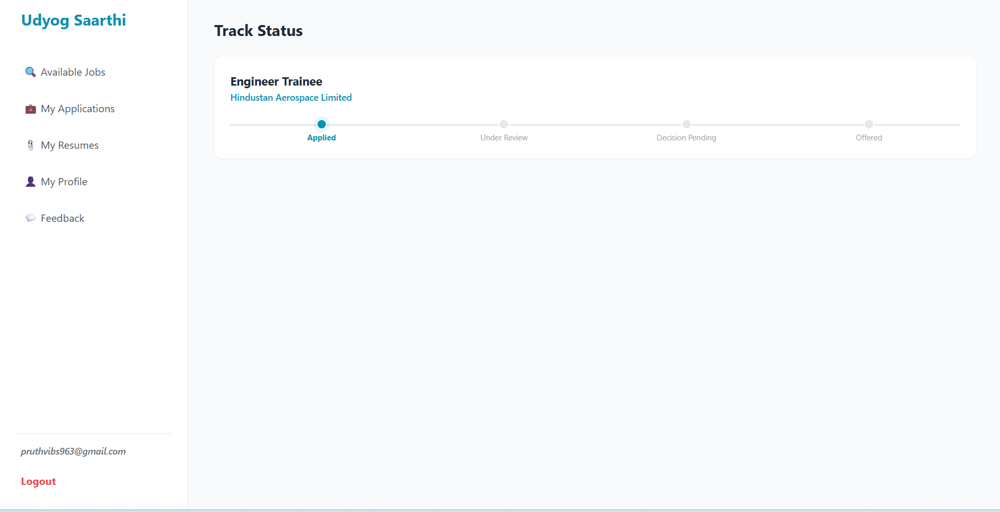 Udyog Saarthi
Available Jobs
My Applications
My Resumes
My Profile
Feedback
pruthvibs963@gmail.com
Logout
Track Status
Engineer Trainee
Hindustan Aerospace Limited
Applied
Under Review
Decision Pending
Offered